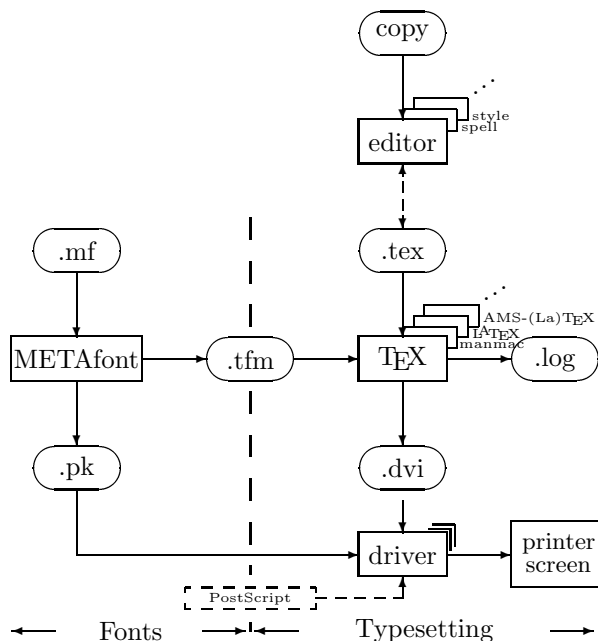 copy
style
spell
editor
.mf
.tex
AMS-(La)TEX
LATEX
manmac
METAfont
.tfm
TEX
.log
.pk
.dvi
driver
printer
screen
PostScript
Fonts
Typesetting